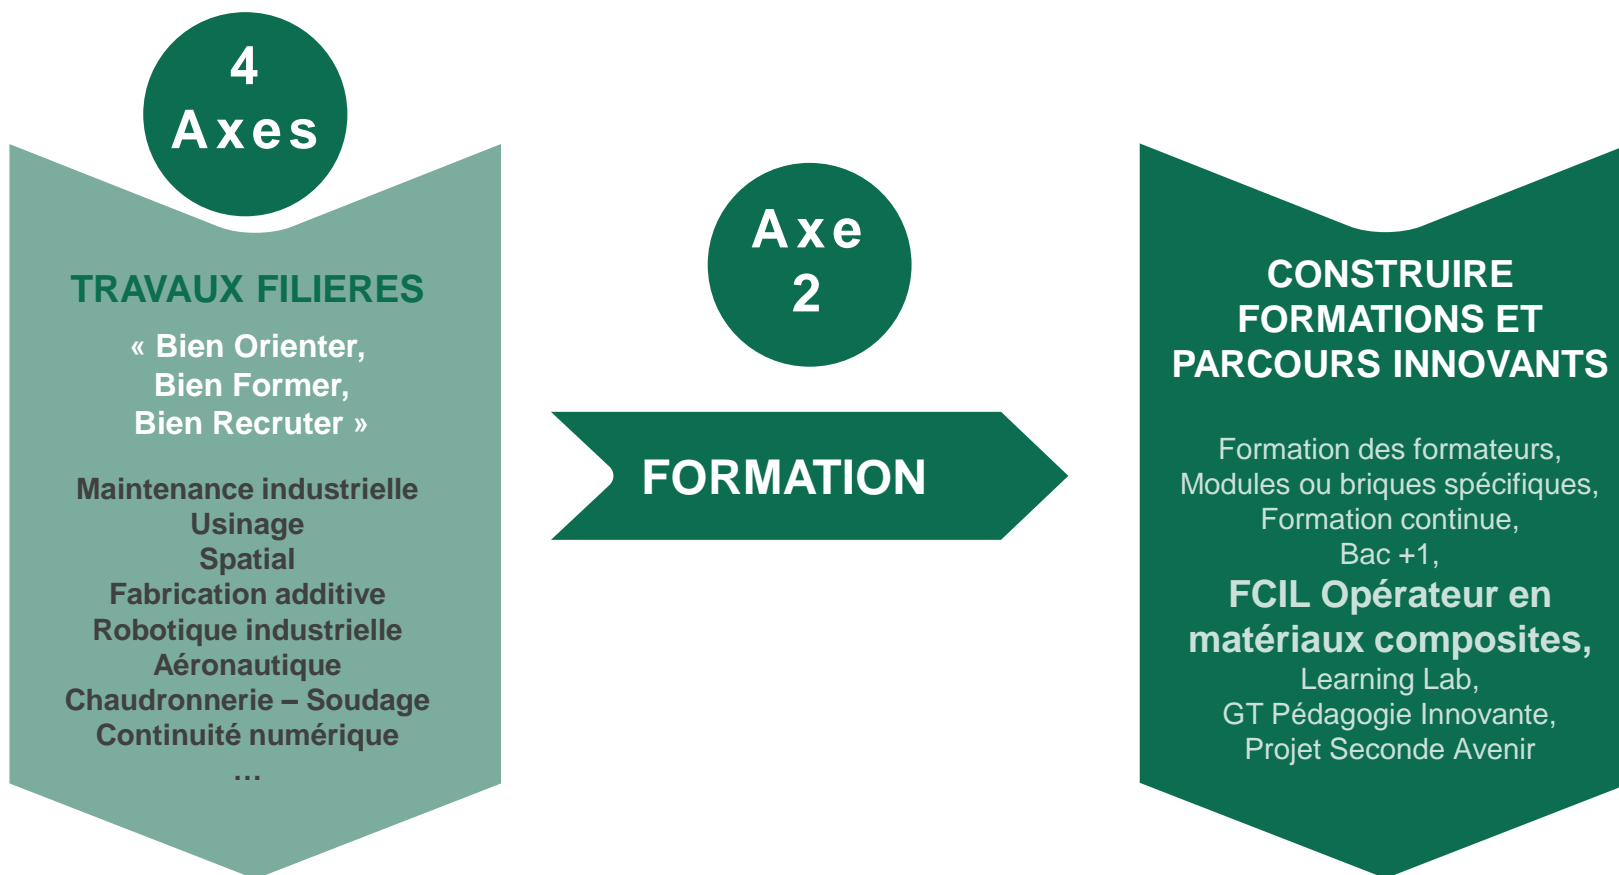 4
Axes
TRAVAUX FILIERES
« Bien Orienter,
Bien Former,
Bien Recruter »
Maintenance industrielle
Usinage
Spatial
Fabrication additive
Robotique industrielle
Aéronautique
Chaudronnerie – Soudage
Continuité numérique
…
Axe
2
FORMATION
CONSTRUIRE
FORMATIONS ET
PARCOURS INNOVANTS
Formation des formateurs,
Modules ou briques spécifiques,
Formation continue,
Bac +1,
FCIL Opérateur en
matériaux composites,
Learning Lab,
GT Pédagogie Innovante,
Projet Seconde Avenir